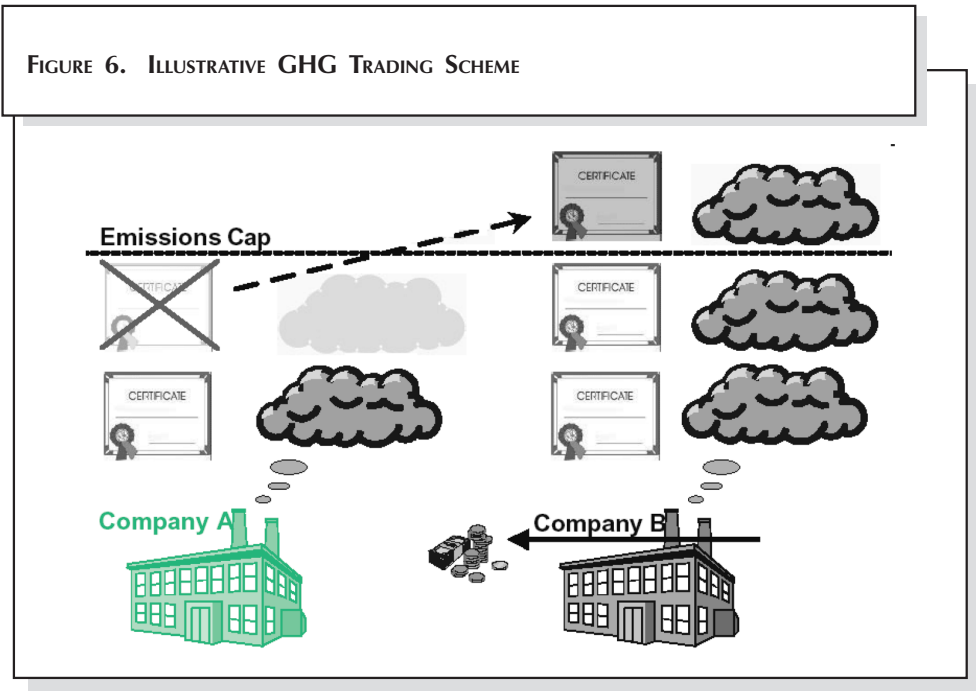 FIGURE 6. ILLUSTRATIVE GHG TRADING SCHEME
CERTIFICATE
Emissions Cap
CERTIFICATE
CERTIFICATE
CERTIFICATE
CERTIFICATE
Company A
Company B